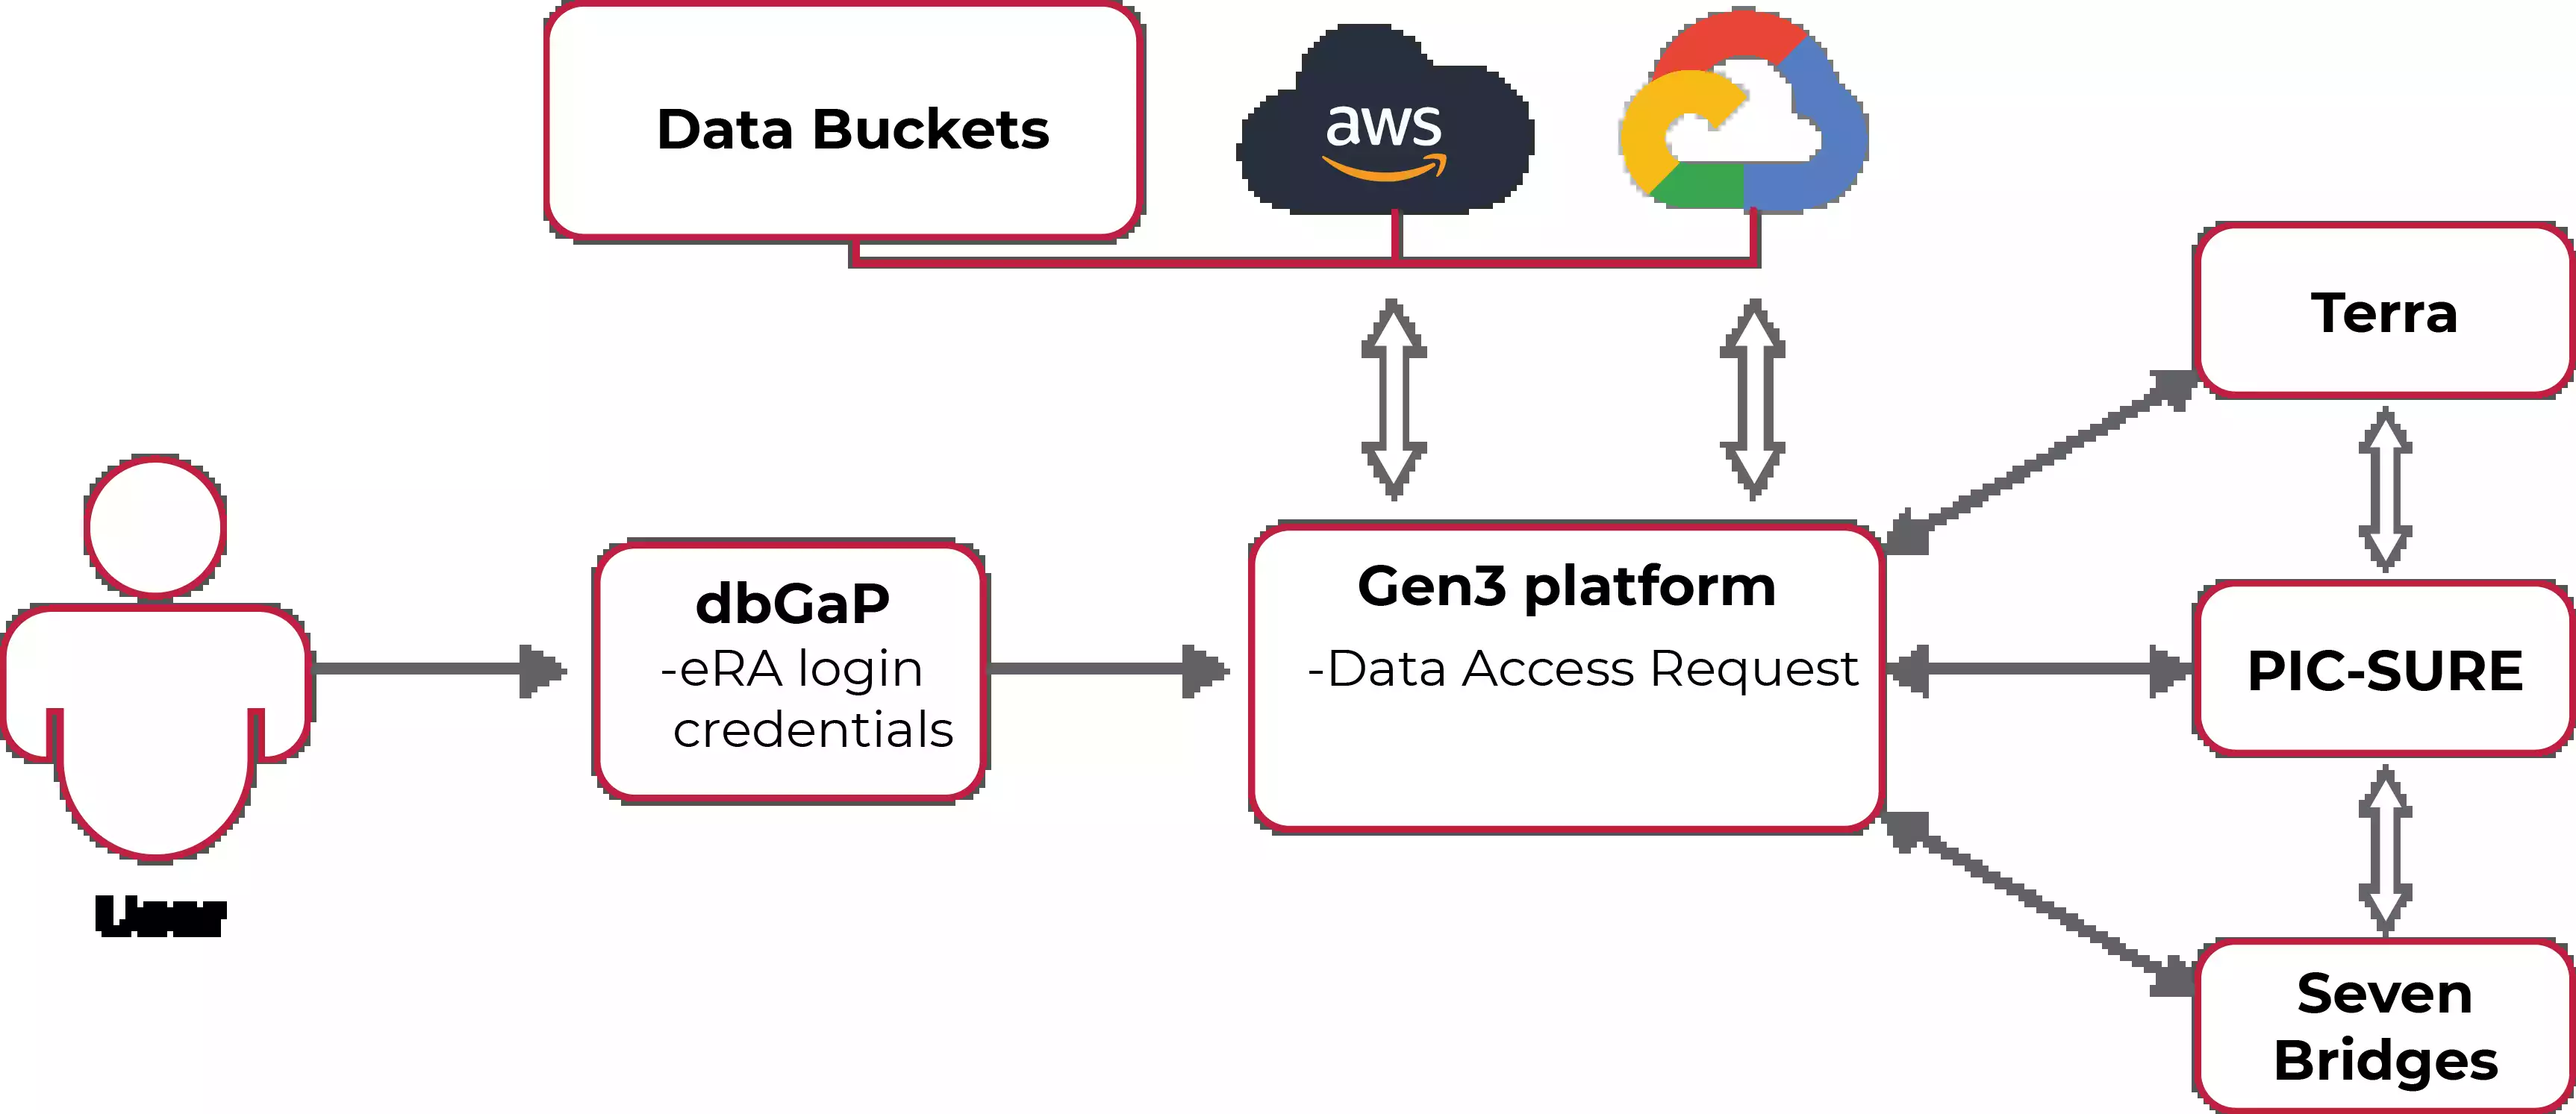 Data Buckets
aws
Terra
dbGaP
-eRA login
credentials
Gen3 platform
-Data Access Request
PIC-SURE
User
Seven
Bridges